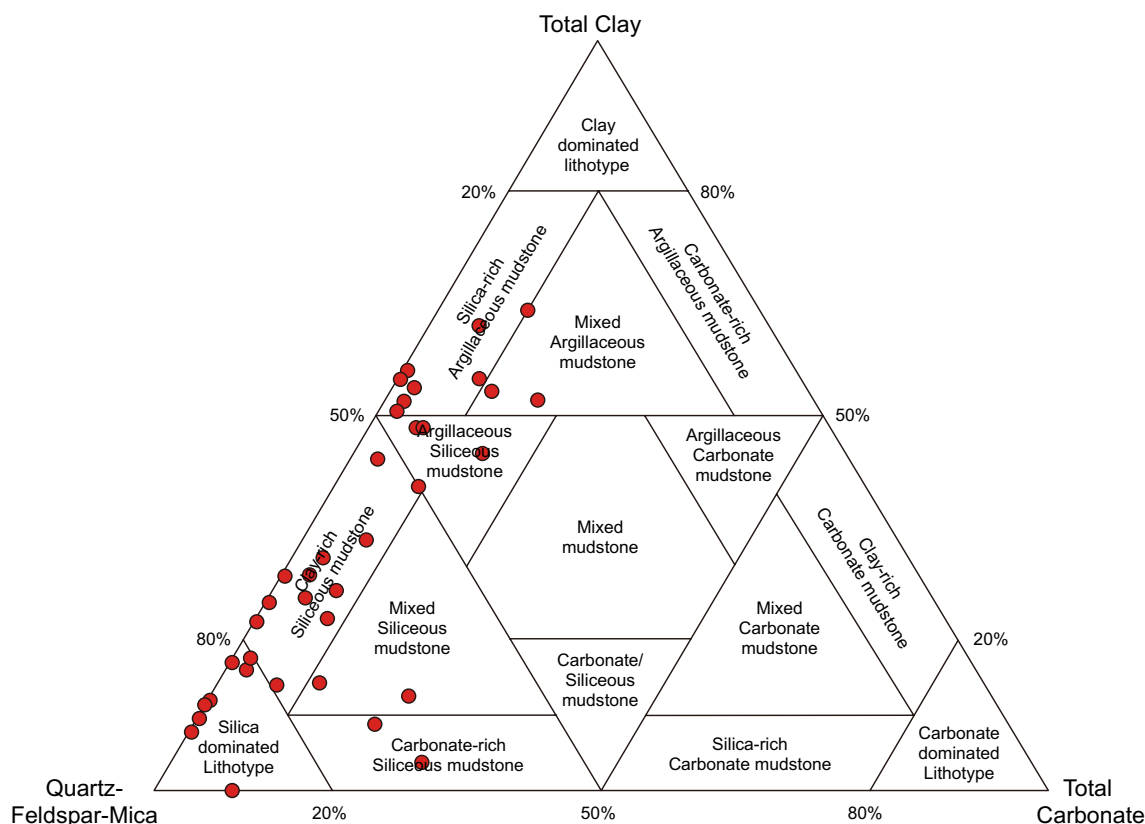 Total Clay
Clay
dominated
lithotype
20%
80%
Silica-rich
Argillaceous mudstone
Carbonate-rich
Argillaceous mudstone
Mixed
Argillaceous
mudstone
50%
50%
Argillaceous
Siliceous
mudstone
Argillaceous
Carbonate
mudstone
Mixed
mudstone
Clay-rich
Siliceous mudstone
Clay-rich
Carbonate mudstone
Mixed
Siliceous
mudstone
Mixed
Carbonate
mudstone
80%
20%
Carbonate/
Siliceous
mudstone
Silica
dominated
Lithotype
Carbonate-rich
Siliceous mudstone
Silica-rich
Carbonate mudstone
Carbonate
dominated
Lithotype
Quartz-
Feldspar-Mica
20%
50%
80%
Total
Carbonate